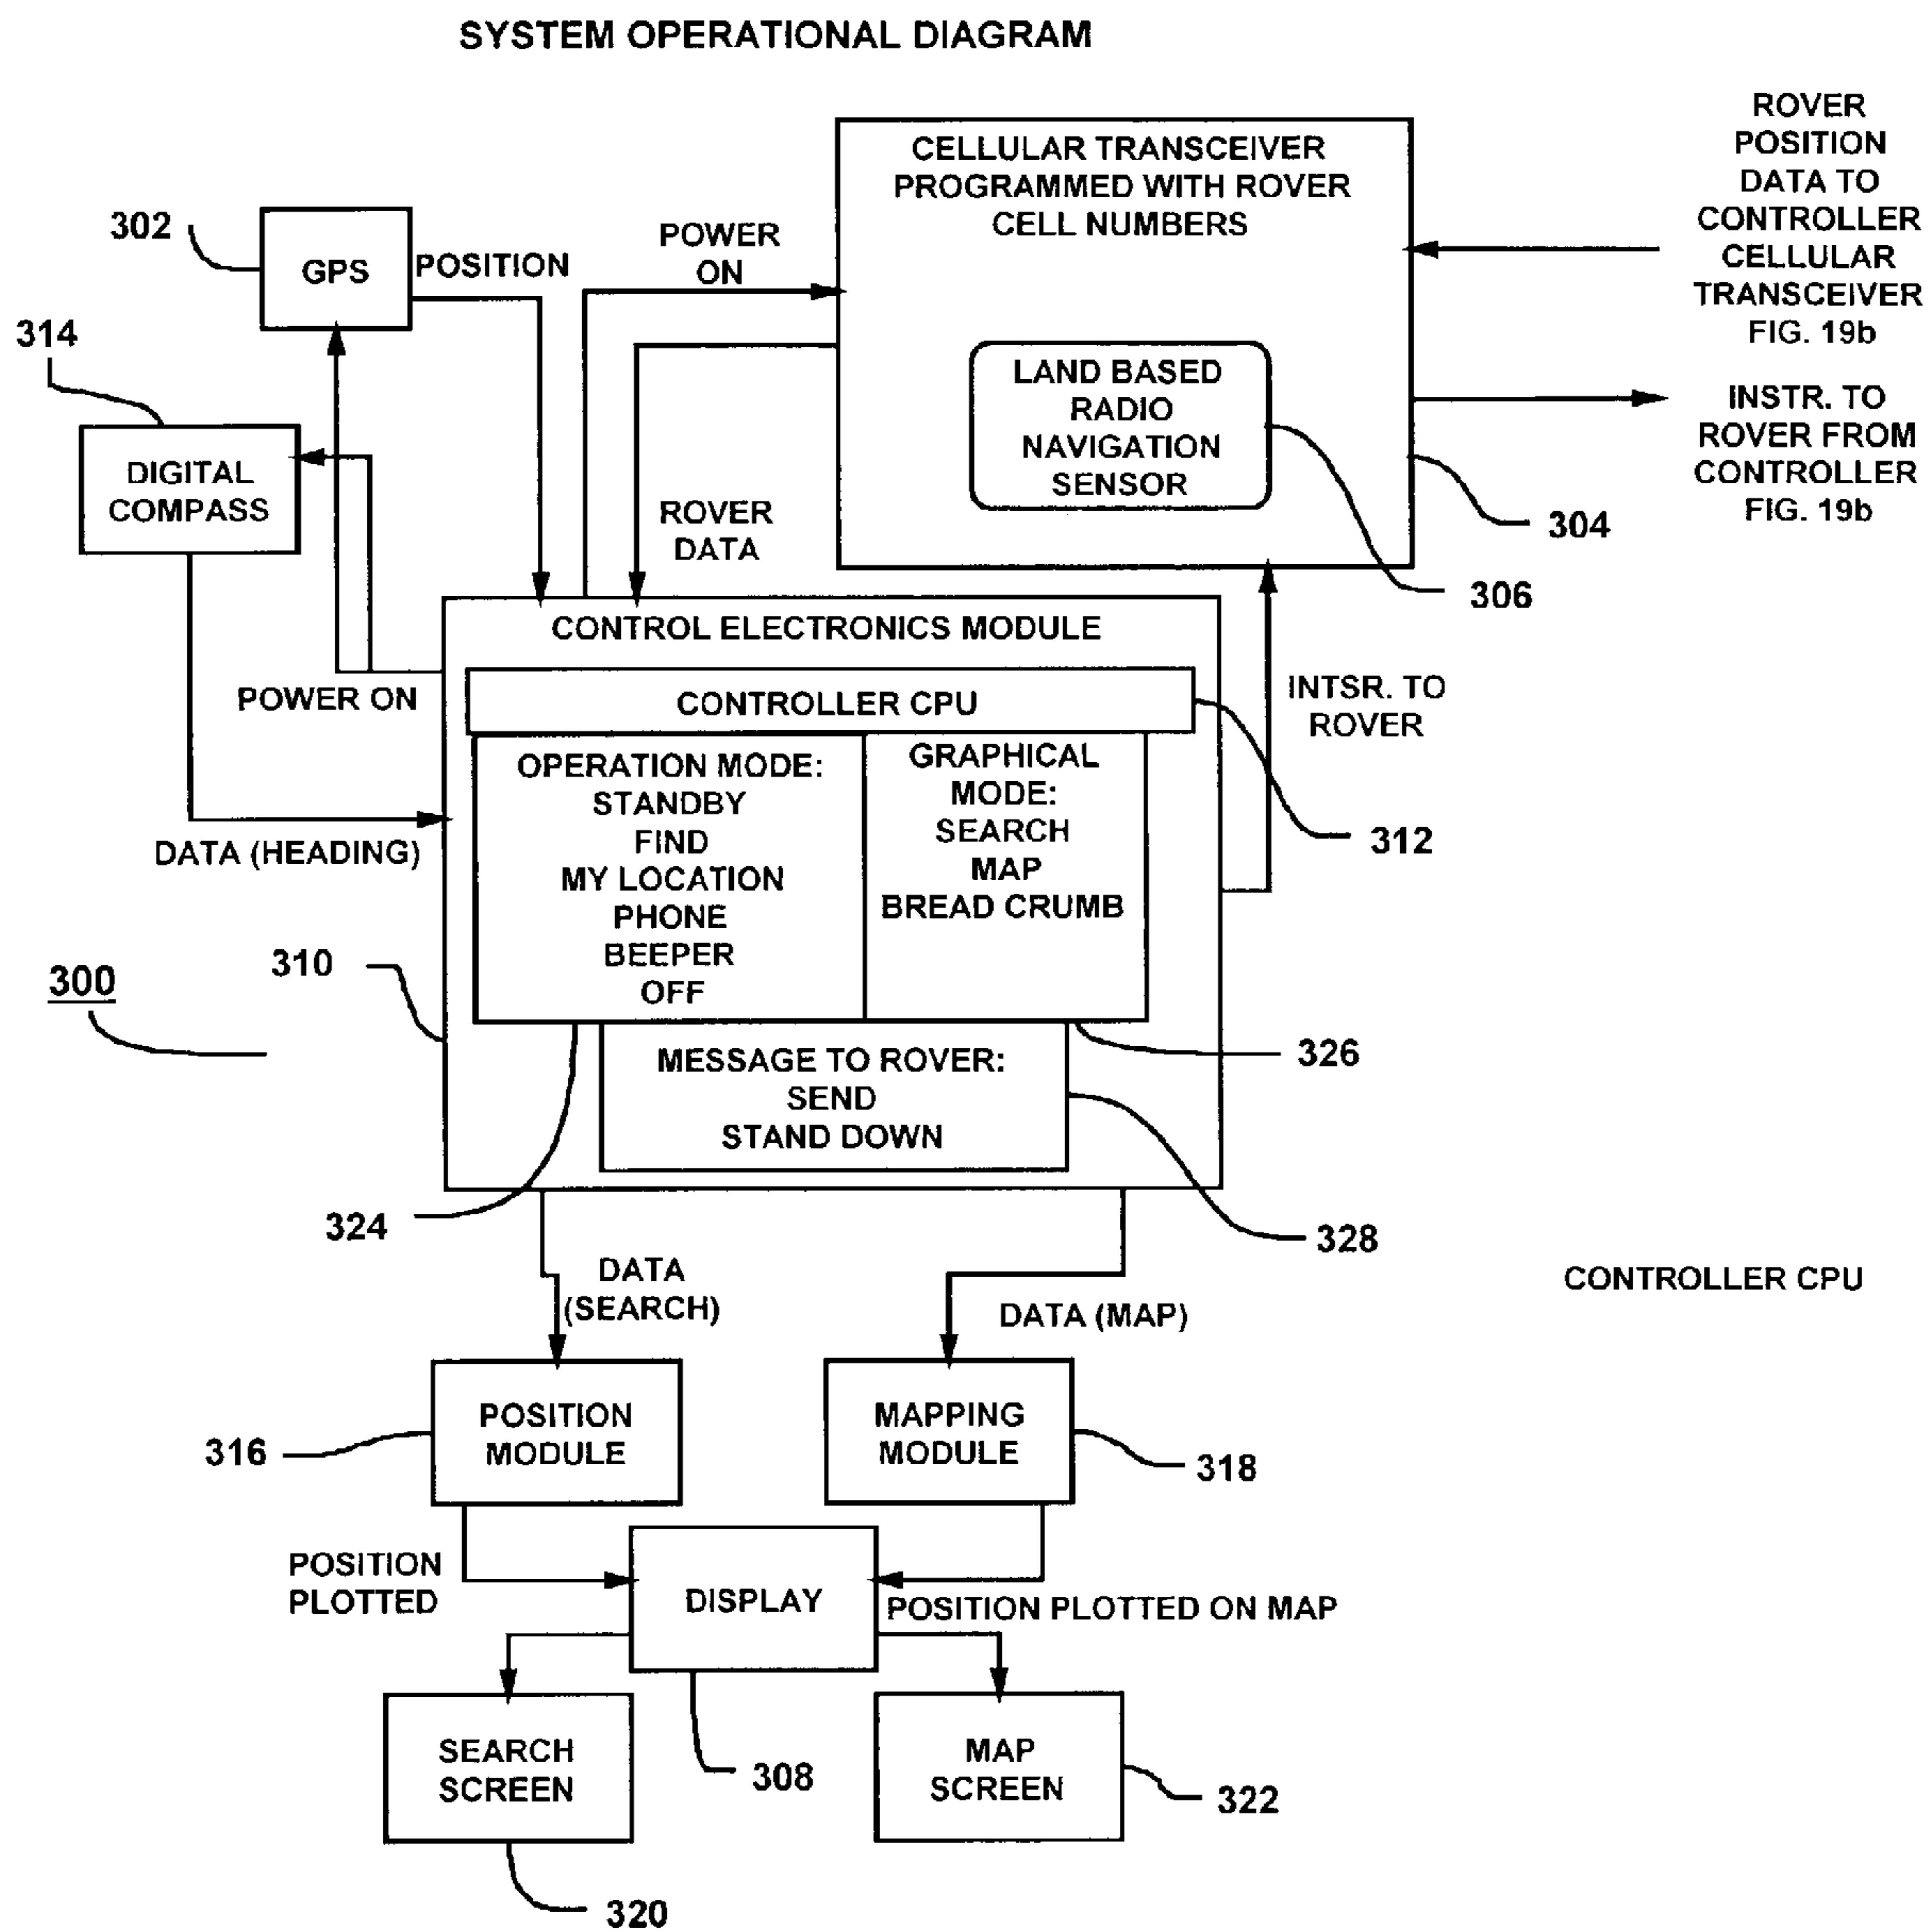 SYSTEM OPERATIONAL DIAGRAM
ROVER
POSITION
DATA TO
CONTROLLER
CELLULAR
TRANSCEIVER
FIG. 19b
CELLULAR TRANSCEIVER
PROGRAMMED WITH ROVER
CELL NUMBERS
302
GPS
POSITION
POWER
ON
314
DIGITAL
COMPASS
LAND BASED
RADIO
NAVIGATION
SENSOR
INSTR. TO
ROVER FROM
CONTROLLER
FIG. 19b
304
306
ROVER
DATA
CONTROL ELECTRONICS MODULE
POWER ON
CONTROLLER CPU
INTSR. TO
ROVER
312
DATA (HEADING)
OPERATION MODE:
STANDBY
FIND
MY LOCATION
PHONE
BEEPER
OFF
GRAPHICAL
MODE:
SEARCH
MAP
BREAD CRUMB
310
300
326
MESSAGE TO ROVER:
SEND
STAND DOWN
324
328
DATA
(SEARCH)
DATA (MAP)
CONTROLLER CPU
POSITION
MODULE
316
MAPPING
MODULE
318
POSITION
PLOTTED
DISPLAY
POSITION PLOTTED ON MAP
SEARCH
SCREEN
308
MAP
SCREEN
322
320